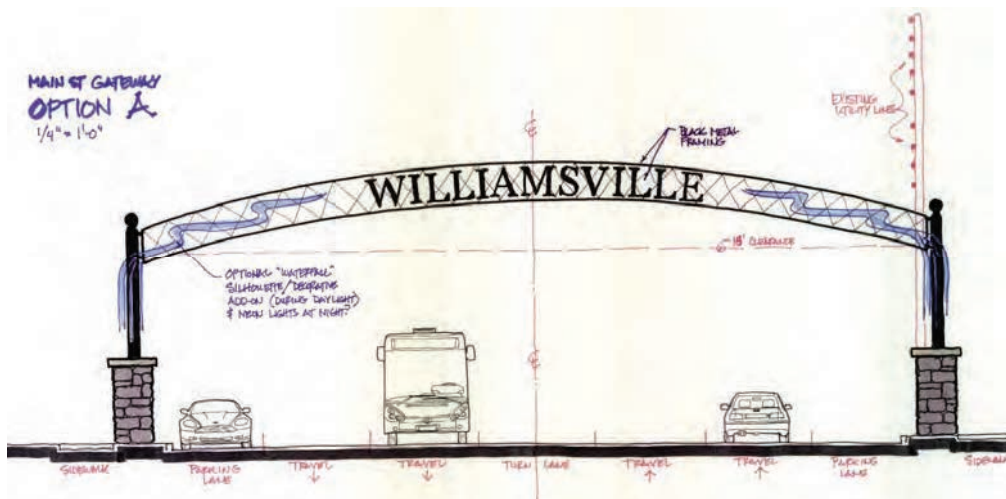 MAIN ST GATEWAY
OPTION A
1/4" = 1'-0"
EXISTING
UTILITY LINE
BLACK METAL
FRAMING
WILLIAMSVILLE
18' CLEARANCE
OPTIONAL "WATERFALL"
SILHOUETTE/DECORATIVE
ADD-ON (DURING DAYLIGHT)
& NEON LIGHTS AT NIGHT?
SIDEWALK
PARKING
LANE
TRAVEL
TRAVEL
TURN LANE
TRAVEL
TRAVEL
PARKING
LANE
SIDEWALK